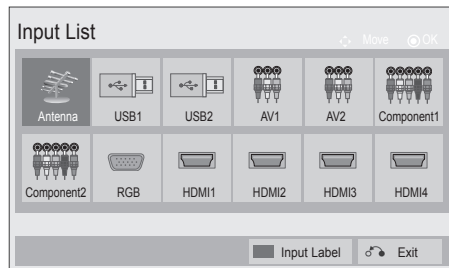 Input List
Move OK
Antenna USB1 USB2 AV1 AV2 Component1
Component2 RGB HDMI1 HDMI2 HDMI3 HDMI4
Input Label Exit